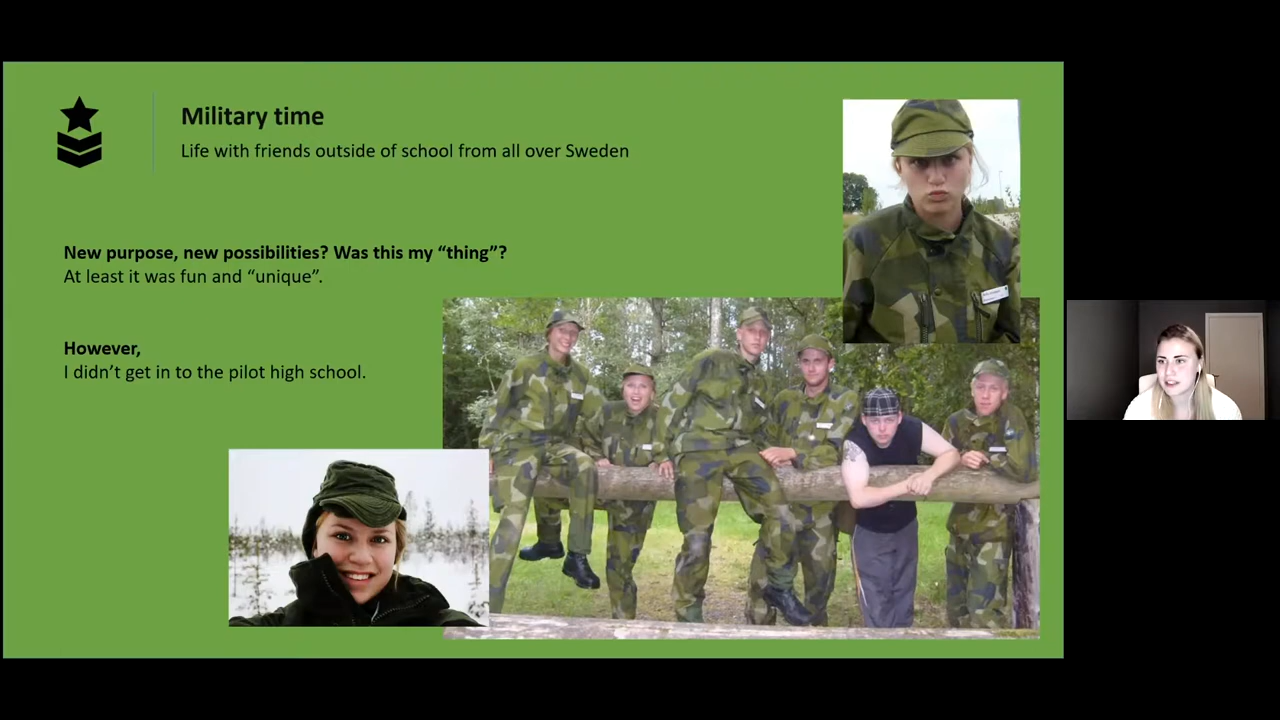 Military time
Life with friends outside of school from all over Sweden
New purpose, new possibilities? Was this my “thing”?
At least it was fun and “unique”.
However,
I didn’t get in to the pilot high school.